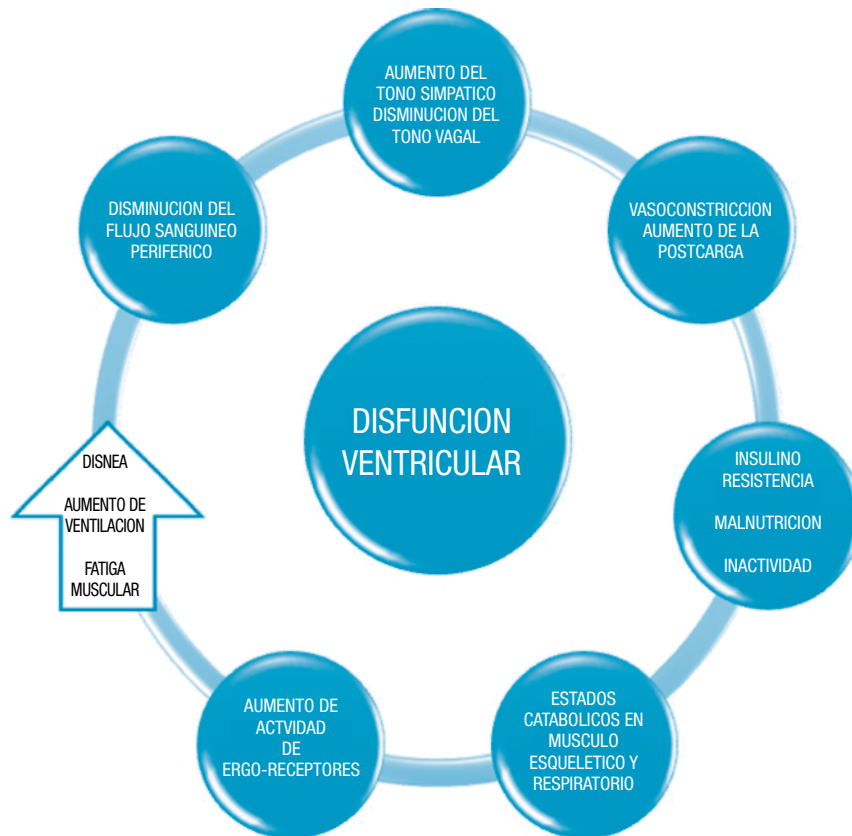 AUMENTO DEL
TONO SIMPATICO
DISMINUCION DEL
TONO VAGAL
VASOCONSTRICCION
AUMENTO DE LA
POSTCARGA
INSULINO
RESISTENCIA
MALNUTRICION
INACTIVIDAD
ESTADOS
CATABOLICOS EN
MUSCULO
ESQUELETICO Y
RESPIRATORIO
AUMENTO DE
ACTVIDAD
DE
ERGO-RECEPTORES
DISNEA
AUMENTO DE
VENTILACION
FATIGA
MUSCULAR
DISMINUCION DEL
FLUJO SANGUINEO
PERIFERICO
DISFUNCION
VENTRICULAR